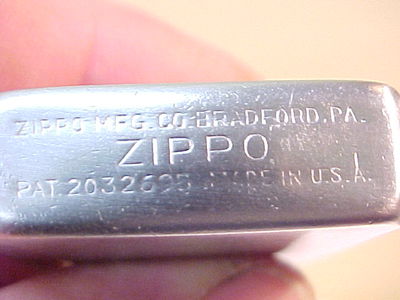 ZIPPO MFG. CO. BRADFORD, PA.
ZIPPO
PAT. 2032695 MADE IN U.S.A.